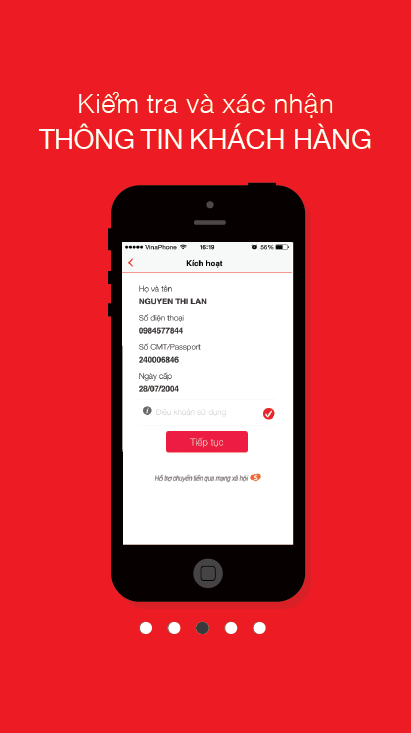 Kiểm tra và xác nhận
THÔNG TIN KHÁCH HÀNG
VinaPhone 16:19 56%
Kích hoạt
Họ và tên
NGUYEN THI LAN
Số điện thoại
0984577844
Số CMT/Passport
240006846
Ngày cấp
28/07/2004
i Điều khoản sử dụng
Tiếp tục
Hỗ trợ chuyển tiền qua mạng xã hội